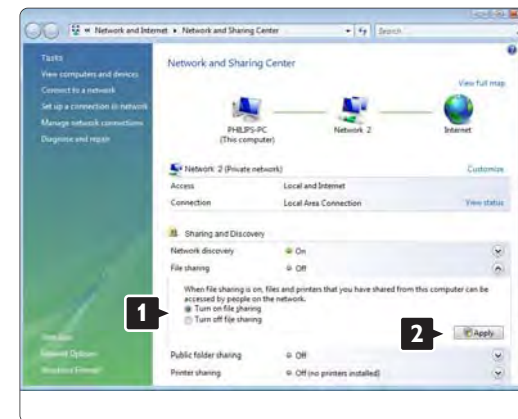 Network and Internet Network and Sharing Center Search
Tasks
View computers and devices
Connect to a network
Set up a connection or network
Manage network connections
Diagnose and repair
Network and Sharing Center
View full map
PHILIPS-PC
(This computer)
Network 2
Internet
Network 2 (Private network)
Customize
Access Local and Internet
Connection Local Area Connection View status
Sharing and Discovery
Network discovery On
File sharing Off
When file sharing is on, files and printers that you have shared from this computer can be
accessed by people on the network.
1 Turn on file sharing
Turn off file sharing
2 Apply
Public folder sharing Off
Printer sharing Off (no printers installed)
See also
Internet Options
Windows Firewall